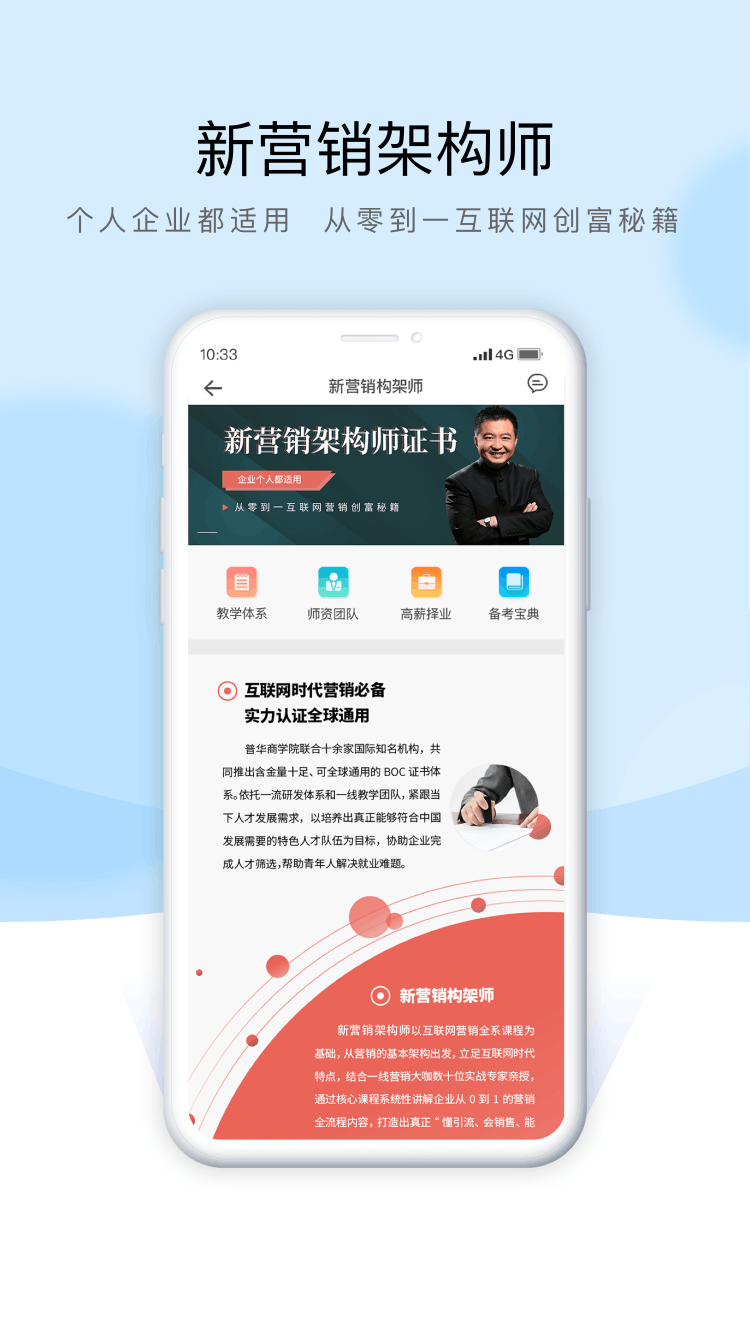 新营销架构师
个人企业都适用 从零到一互联网创富秘籍
10:33
4G
新营销构架师
新营销架构师证书
企业个人都适用
从零到一互联网营销创富秘籍
教学体系
师资团队
高薪择业
备考宝典
互联网时代营销必备
实力认证全球通用
普华商学院联合十余家国际知名机构，共
同推出含金量十足、可全球通用的 BOC 证书体
系。依托一流研发体系和一线教学团队，紧跟当
下人才发展需求，以培养出真正能够符合中国
发展需要的特色人才队伍为目标，协助企业完
成人才筛选，帮助青年人解决就业难题。
新营销构架师
新营销架构师以互联网营销全系课程为
基础，从营销的基本架构出发，立足互联网时代
特点，结合一线营销大咖数十位实战专家亲授，
通过核心课程系统性讲解企业从 0 到 1 的营销
全流程内容，打造出真正“懂引流、会销售、能